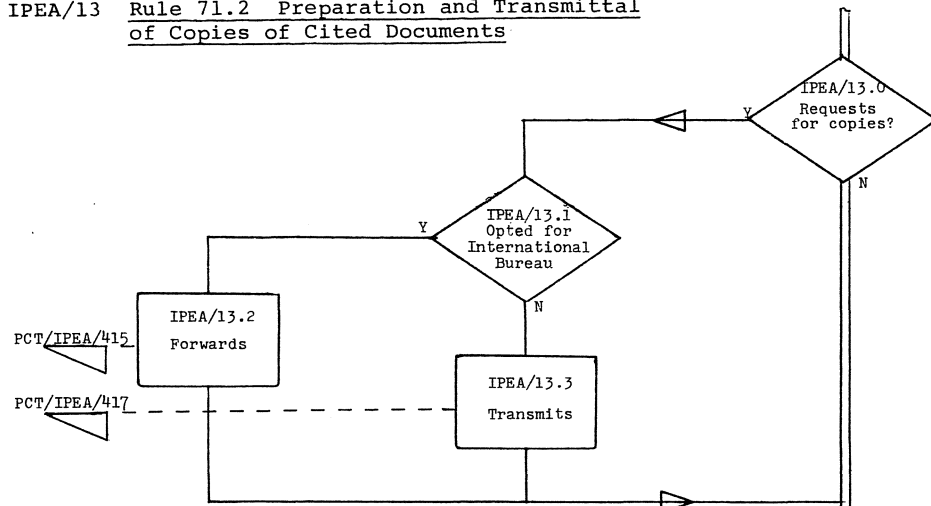 IPEA/13 Rule 71.2 Preparation and Transmittal
of Copies of Cited Documents
IPEA/13.0
Requests
for copies?
Y
N
IPEA/13.1
Opted for
International
Bureau
Y
N
IPEA/13.2
Forwards
PCT/IPEA/415
IPEA/13.3
Transmits
PCT/IPEA/417